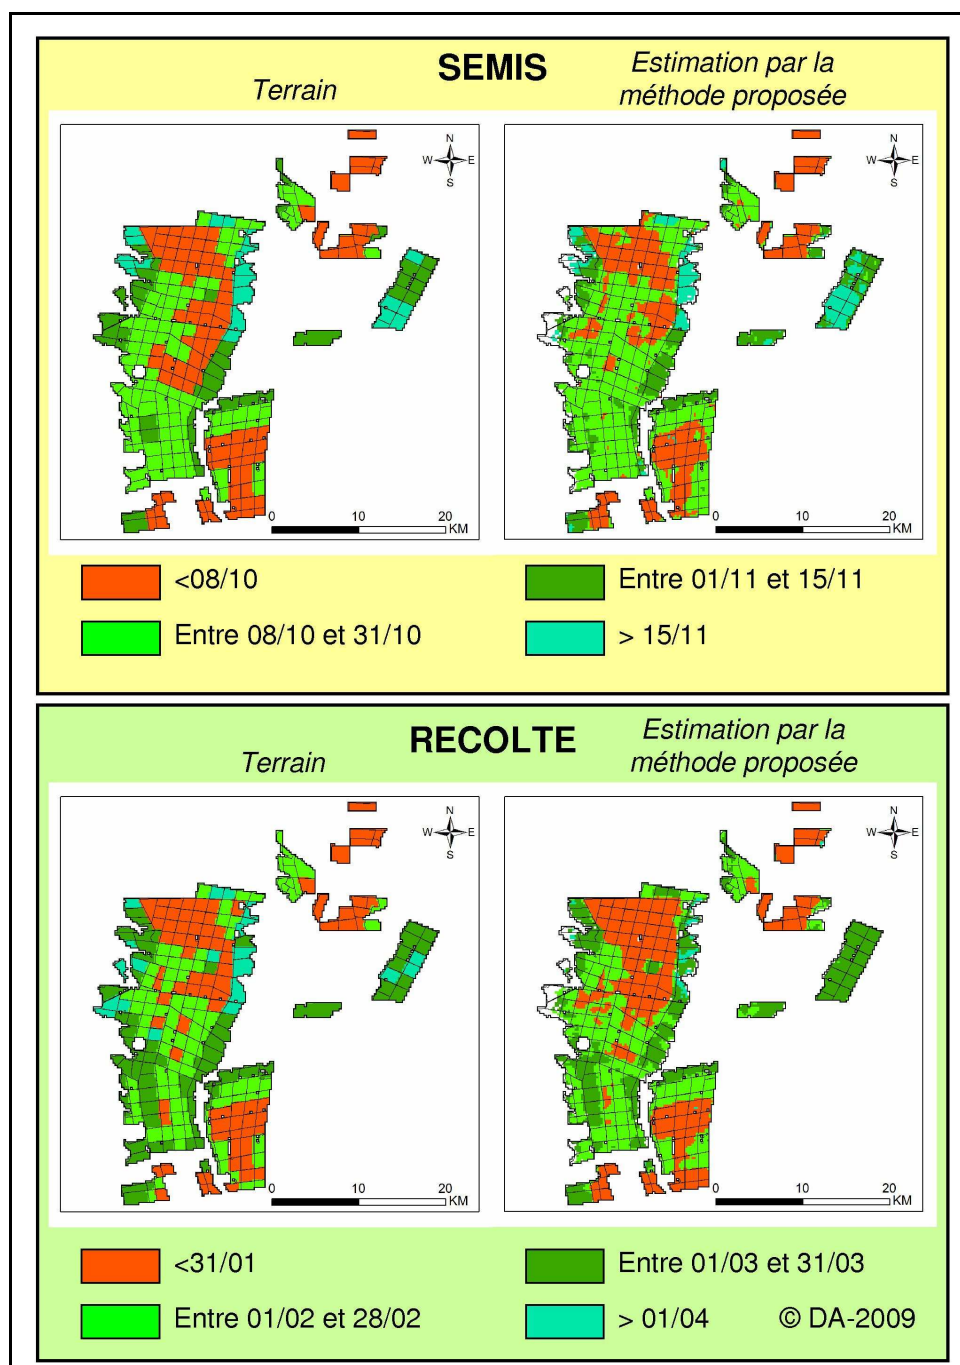 SEMIS
Terrain
Estimation par la
méthode proposée
N
W E
S
0 10 20
KM
N
W E
S
0 10 20
KM
<08/10
Entre 01/11 et 15/11
Entre 08/10 et 31/10
> 15/11
RECOLTE
Terrain
Estimation par la
méthode proposée
N
W E
S
0 10 20
KM
N
W E
S
0 10 20
KM
<31/01
Entre 01/03 et 31/03
Entre 01/02 et 28/02
> 01/04
© DA-2009